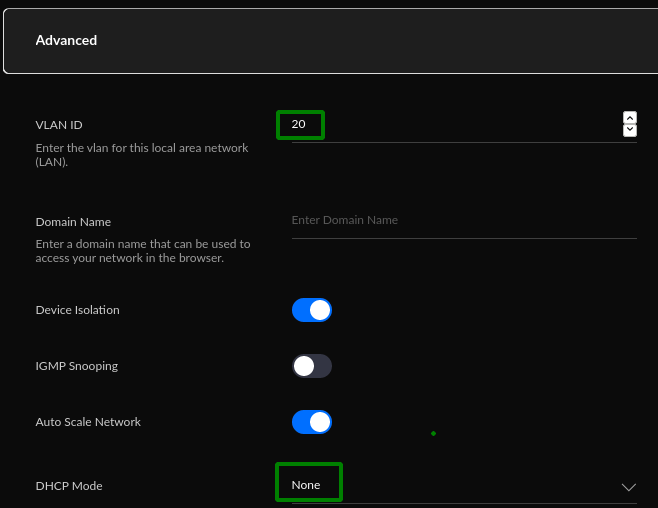 Advanced
VLAN ID
20
Enter the vlan for this local area network
(LAN).
Domain Name
Enter Domain Name
Enter a domain name that can be used to
access your network in the browser.
Device Isolation
IGMP Snooping
Auto Scale Network
DHCP Mode
None